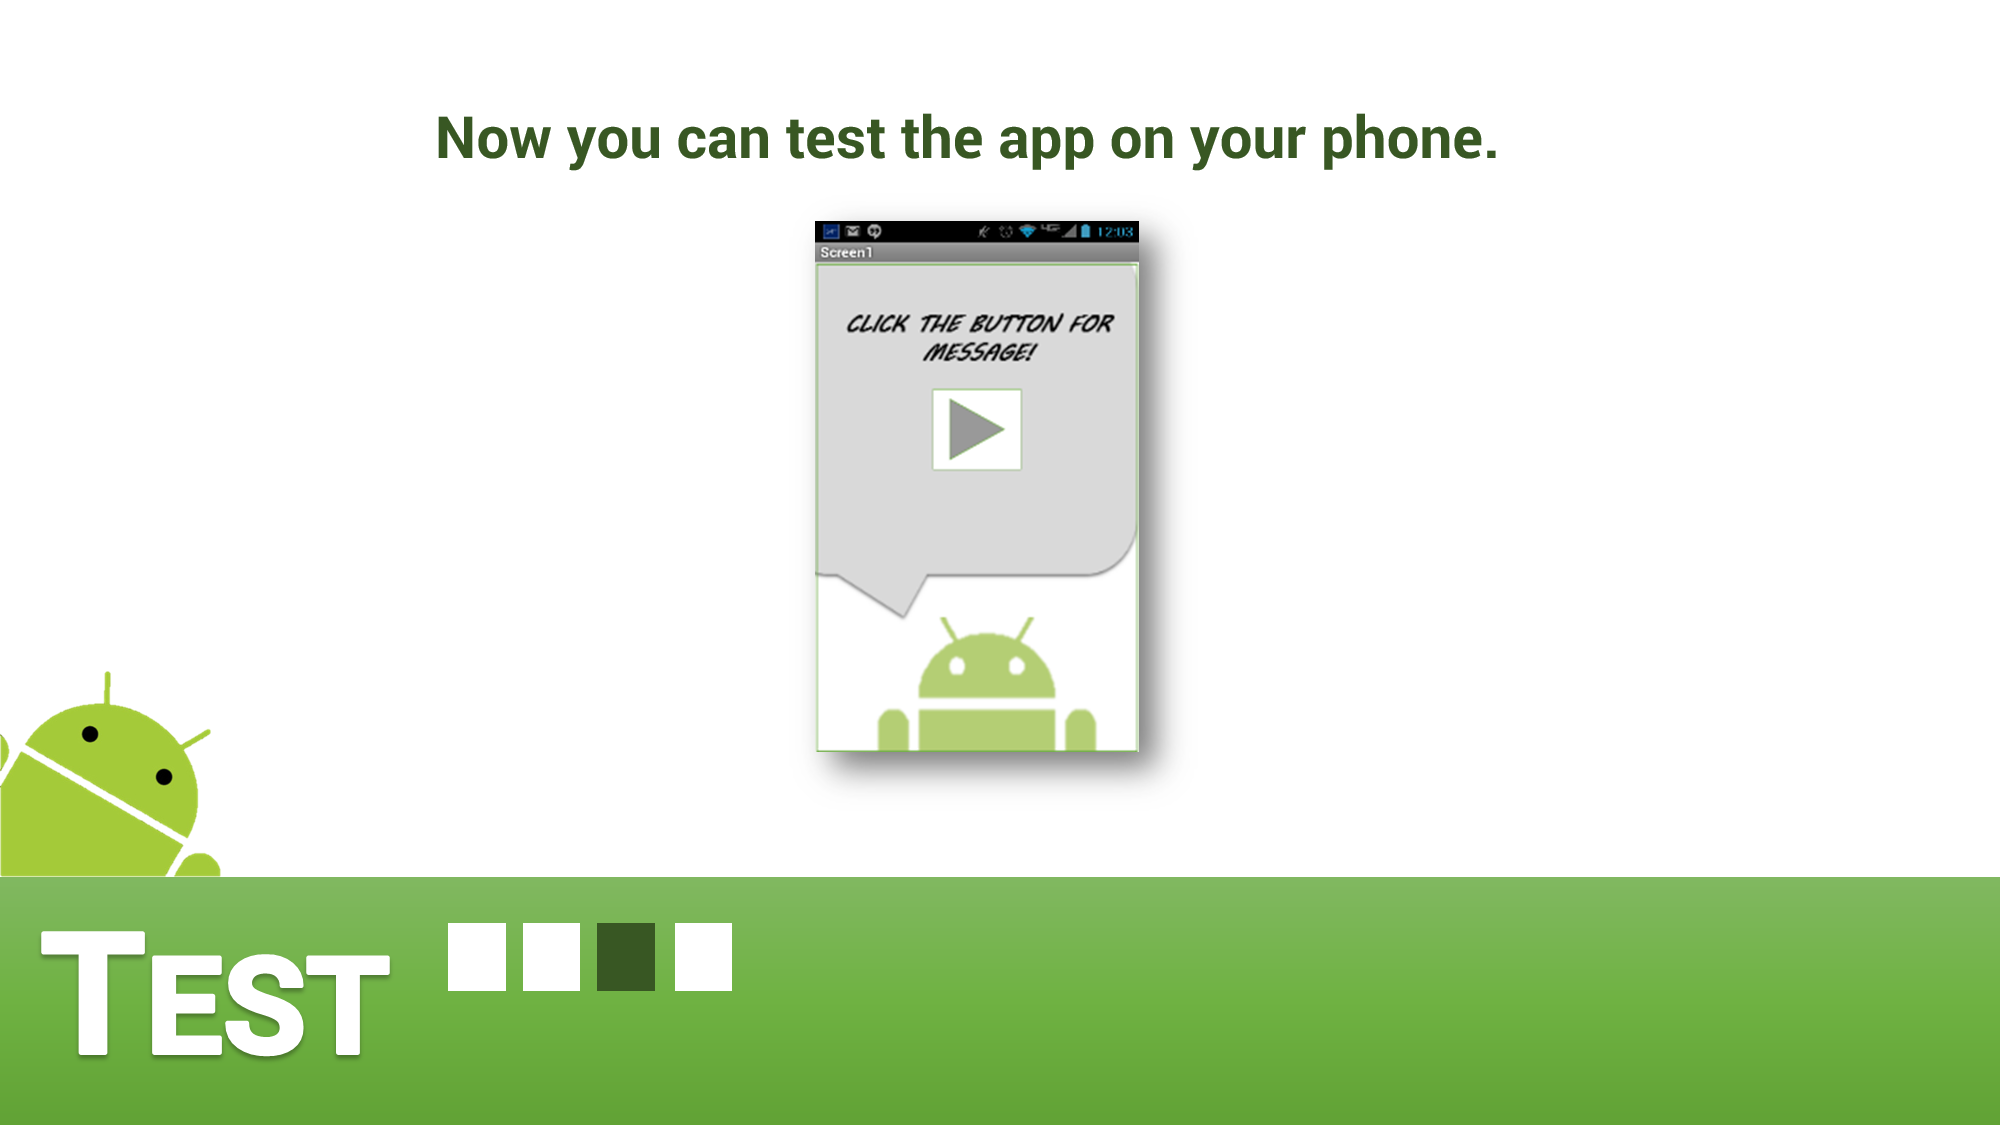 Now you can test the app on your phone.
12:03
Screen1
CLICK THE BUTTON FOR
MESSAGE!
TEST